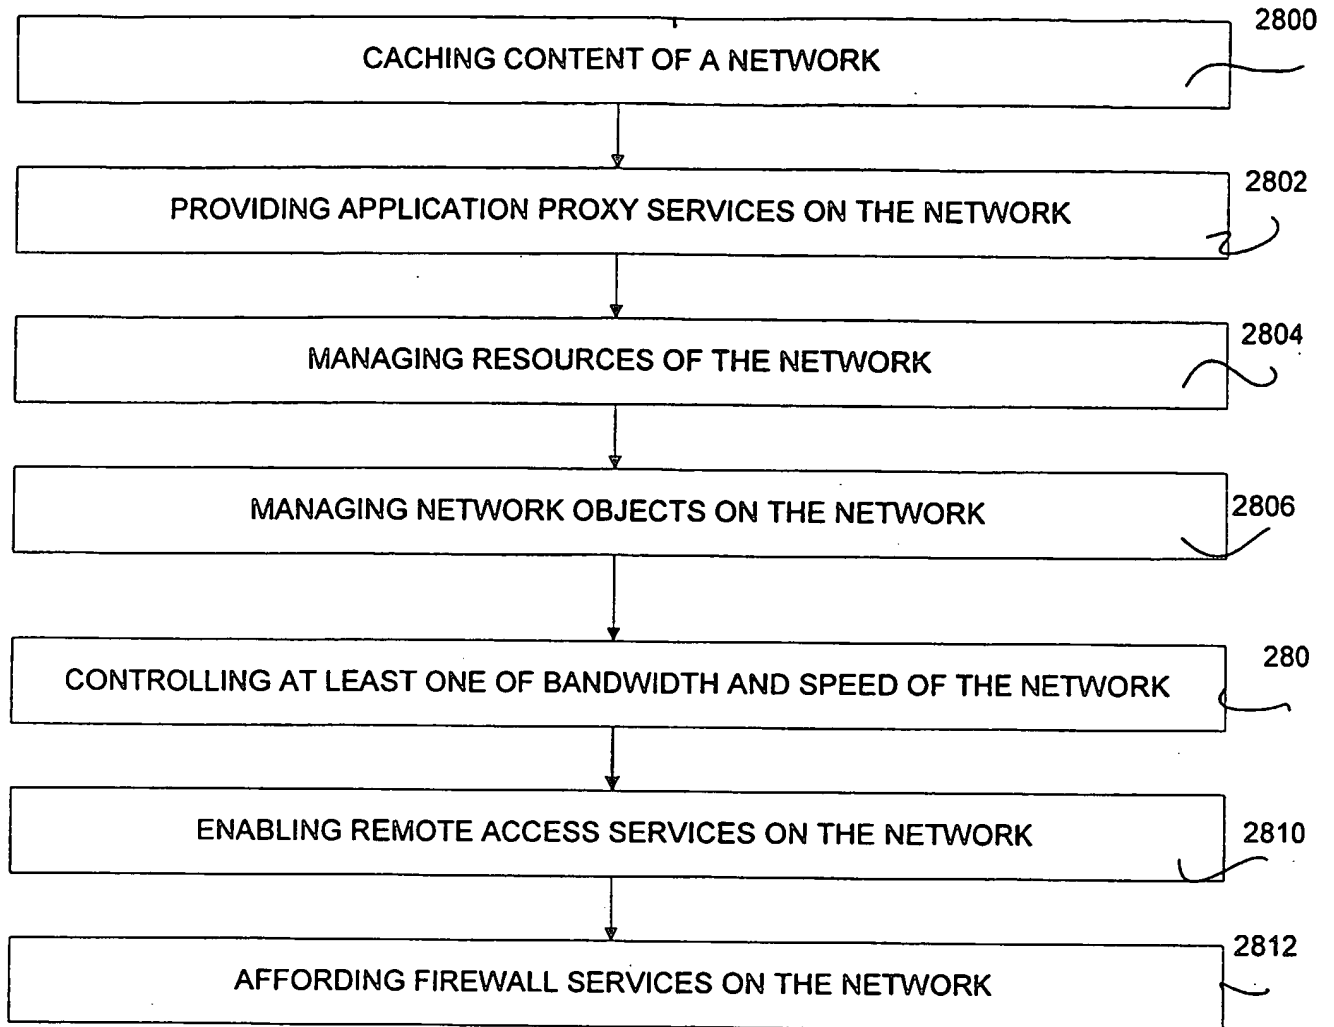 2800
CACHING CONTENT OF A NETWORK
2802
PROVIDING APPLICATION PROXY SERVICES ON THE NETWORK
2804
MANAGING RESOURCES OF THE NETWORK
2806
MANAGING NETWORK OBJECTS ON THE NETWORK
280
CONTROLLING AT LEAST ONE OF BANDWIDTH AND SPEED OF THE NETWORK
2810
ENABLING REMOTE ACCESS SERVICES ON THE NETWORK
2812
AFFORDING FIREWALL SERVICES ON THE NETWORK